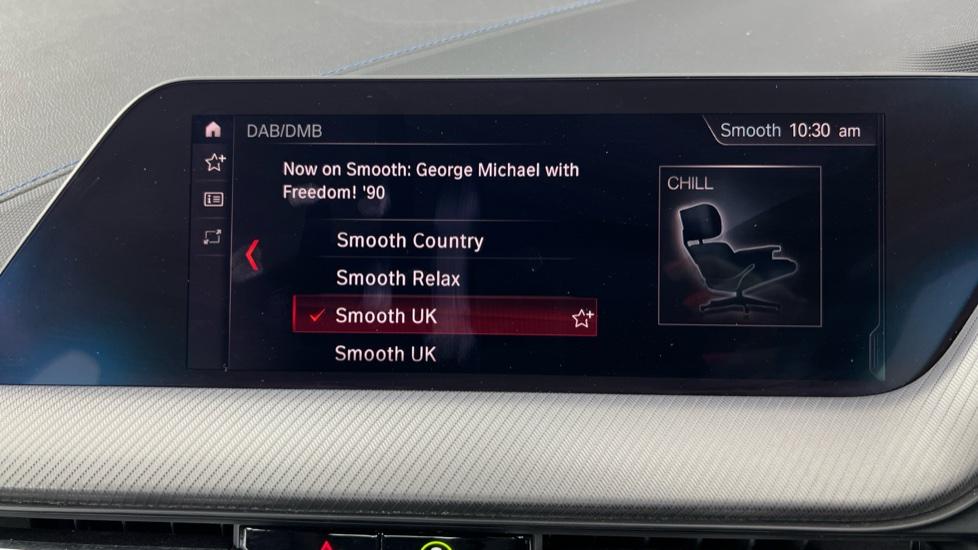 DAB/DMB
Smooth 10:30 am
Now on Smooth: George Michael with
Freedom! '90
CHILL
Smooth Country
Smooth Relax
Smooth UK
Smooth UK